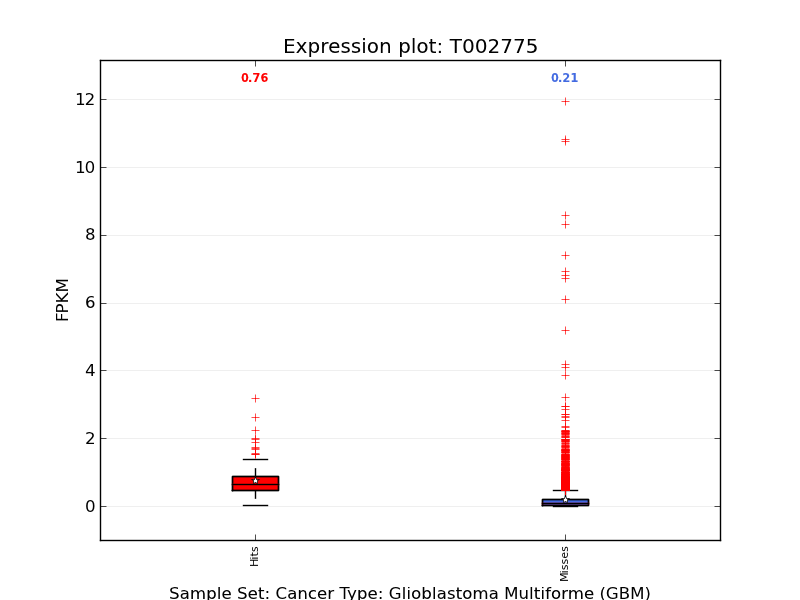 Expression plot: T002775
0.76
0.21
12
10
8
6
4
2
0
FPKM
Hits
Misses
Sample Set: Cancer Type: Glioblastoma Multiforme (GBM)